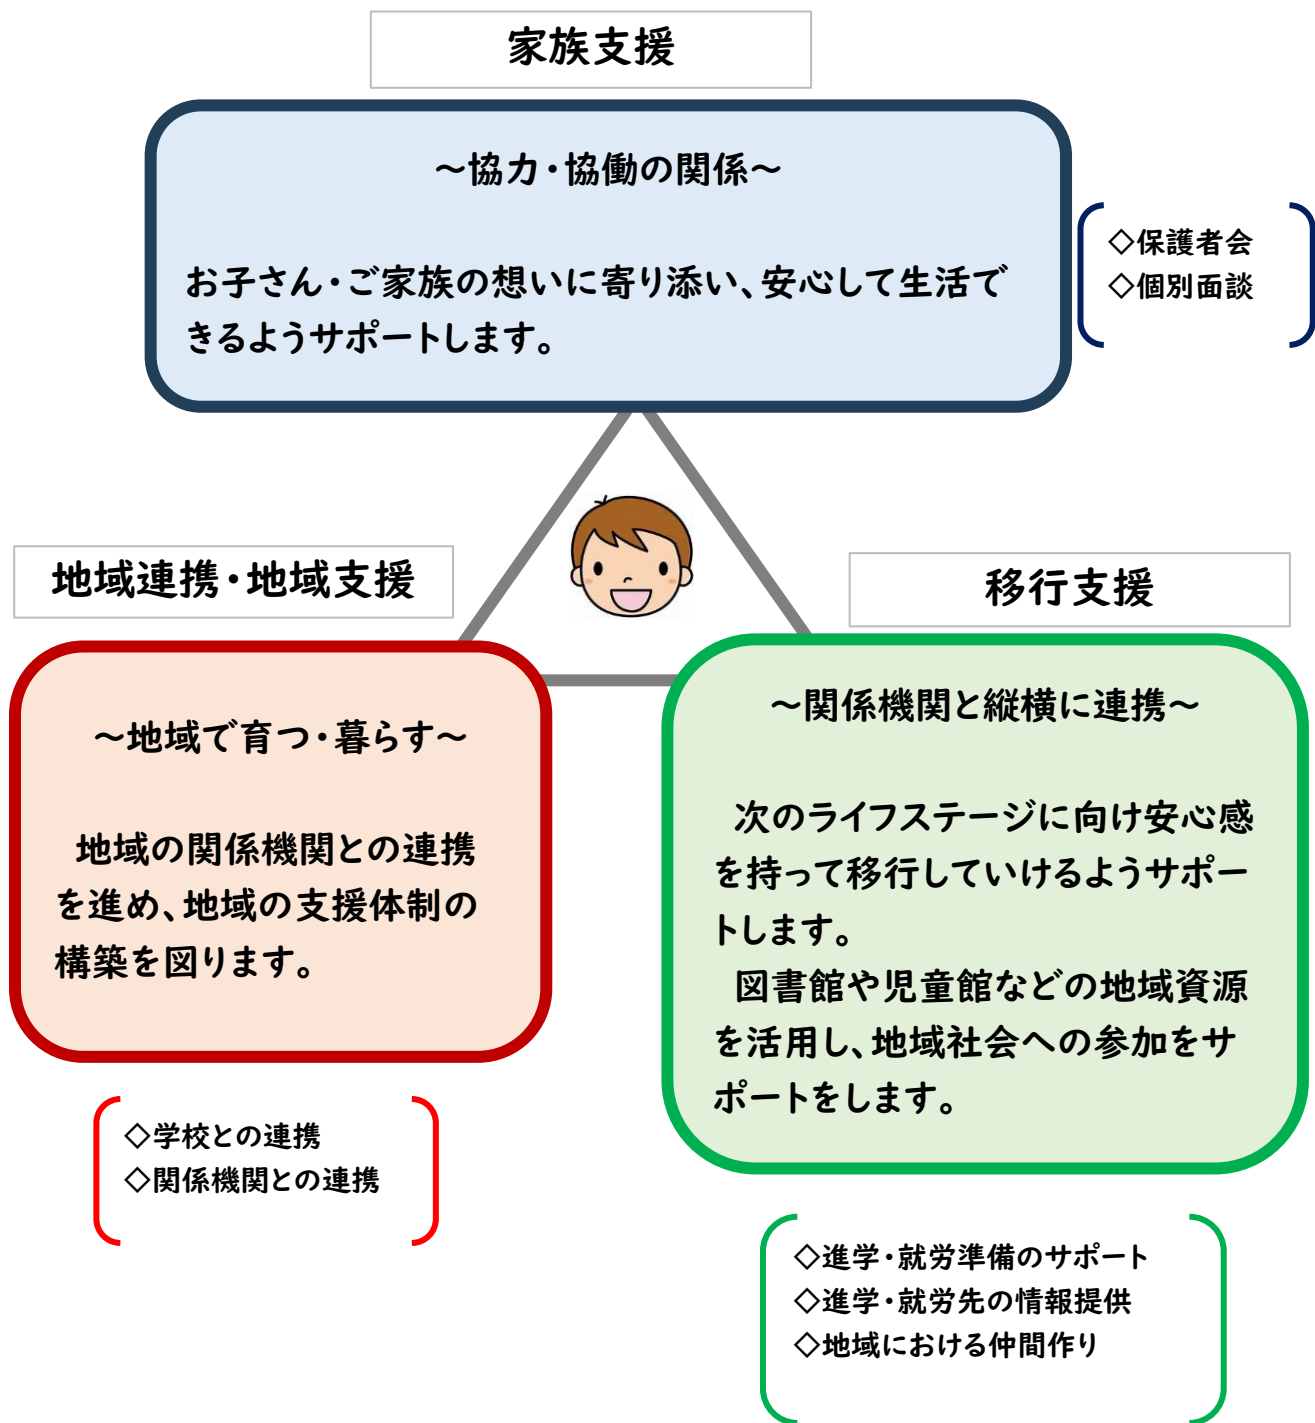 家族支援
～協力・協働の関係～
お子さん・ご家族の想いに寄り添い、安心して生活で
きるようサポートします。
◇保護者会
◇個別面談
地域連携・地域支援
～地域で育つ・暮らす～
地域の関係機関との連携
を進め、地域の支援体制の
構築を図ります。
◇学校との連携
◇関係機関との連携
移行支援
～関係機関と縦横に連携～
次のライフステージに向け安心感
を持って移行していけるようサポー
トします。
図書館や児童館などの地域資源
を活用し、地域社会への参加をサ
ポートをします。
◇進学・就労準備のサポート
◇進学・就労先の情報提供
◇地域における仲間作り